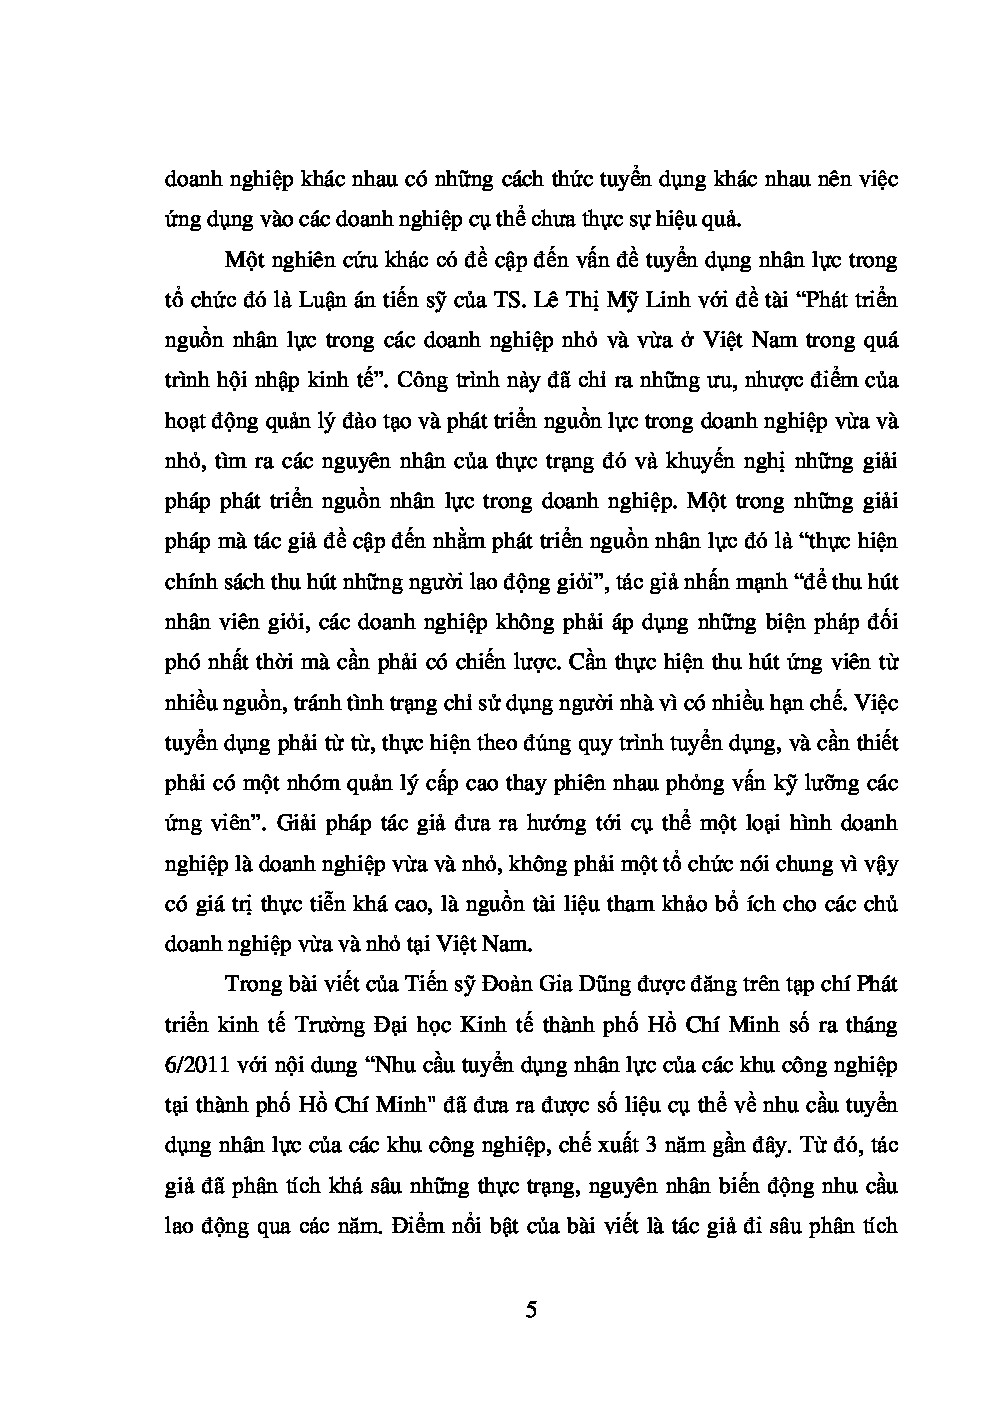 doanh nghiệp khác nhau có những cách thức tuyển dụng khác nhau nên việc
ứng dụng vào các doanh nghiệp cụ thể chưa thực sự hiệu quả.
Một nghiên cứu khác có đề cập đến vấn đề tuyển dụng nhân lực trong
tổ chức đó là Luận án tiến sỹ của TS. Lê Thị Mỹ Linh với đề tài “Phát triển
nguồn nhân lực trong các doanh nghiệp nhỏ và vừa ở Việt Nam trong quá
trình hội nhập kinh tế”. Công trình này đã chỉ ra những ưu, nhược điểm của
hoạt động quản lý đào tạo và phát triển nguồn lực trong doanh nghiệp vừa và
nhỏ, tìm ra các nguyên nhân của thực trạng đó và khuyến nghị những giải
pháp phát triển nguồn nhân lực trong doanh nghiệp. Một trong những giải
pháp mà tác giả đề cập đến nhằm phát triển nguồn nhân lực đó là “thực hiện
chính sách thu hút những người lao động giỏi”, tác giả nhấn mạnh “để thu hút
nhân viên giỏi, các doanh nghiệp không phải áp dụng những biện pháp đối
phó nhất thời mà cần phải có chiến lược. Cần thực hiện thu hút ứng viên từ
nhiều nguồn, tránh tình trạng chỉ sử dụng người nhà vì có nhiều hạn chế. Việc
tuyển dụng phải từ từ, thực hiện theo đúng quy trình tuyển dụng, và cần thiết
phải có một nhóm quản lý cấp cao thay phiên nhau phỏng vấn kỹ lưỡng các
ứng viên”. Giải pháp tác giả đưa ra hướng tới cụ thể một loại hình doanh
nghiệp là doanh nghiệp vừa và nhỏ, không phải một tổ chức nói chung vì vậy
có giá trị thực tiễn khá cao, là nguồn tài liệu tham khảo bổ ích cho các chủ
doanh nghiệp vừa và nhỏ tại Việt Nam.
Trong bài viết của Tiến sỹ Đoàn Gia Dũng được đăng trên tạp chí Phát
triển kinh tế Trường Đại học Kinh tế thành phố Hồ Chí Minh số ra tháng
6/2011 với nội dung “Nhu cầu tuyển dụng nhân lực của các khu công nghiệp
tại thành phố Hồ Chí Minh" đã đưa ra được số liệu cụ thể về nhu cầu tuyển
dụng nhân lực của các khu công nghiệp, chế xuất 3 năm gần đây. Từ đó, tác
giả đã phân tích khá sâu những thực trạng, nguyên nhân biến động nhu cầu
lao động qua các năm. Điểm nổi bật của bài viết là tác giả đi sâu phân tích
5